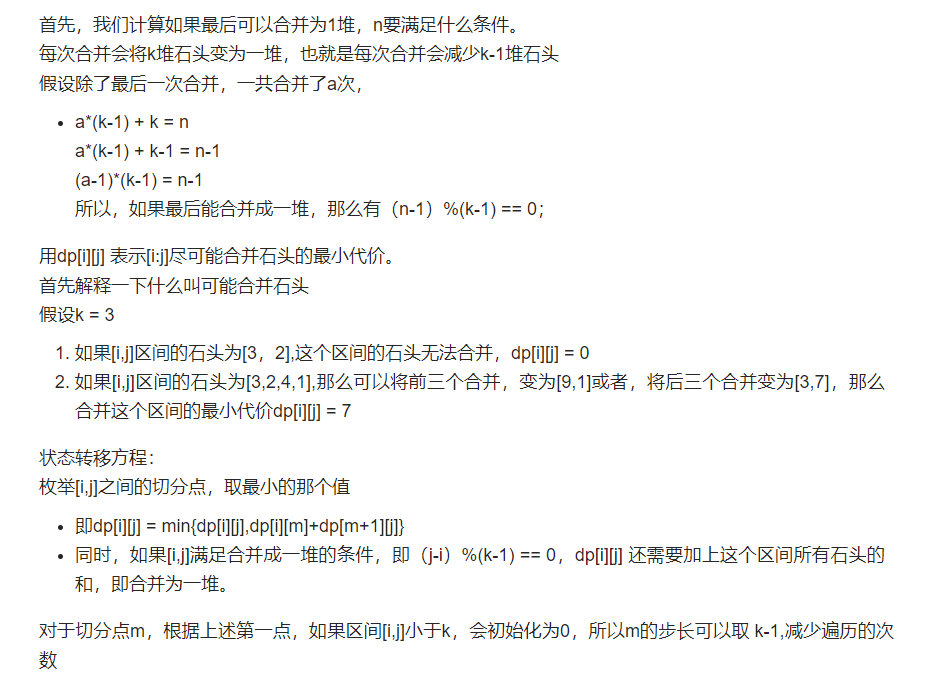 首先，我们计算如果最后可以合并为1堆，n要满足什么条件。
每次合并会将k堆石头变为一堆，也就是每次合并会减少k-1堆石头
假设除了最后一次合并，一共合并了a次，
• a*(k-1) + k = n
a*(k-1) + k-1 = n-1
(a-1)*(k-1) = n-1
所以，如果最后能合并成一堆，那么有（n-1）%(k-1) == 0；
用dp[i][j] 表示[i:j]尽可能合并石头的最小代价。
首先解释一下什么叫可能合并石头
假设k = 3
1. 如果[i,j]区间的石头为[3，2],这个区间的石头无法合并，dp[i][j] = 0
2. 如果[i,j]区间的石头为[3,2,4,1],那么可以将前三个合并，变为[9,1]或者，将后三个合并变为[3,7]，那么
合并这个区间的最小代价dp[i][j] = 7
状态转移方程：
枚举[i,j]之间的切分点，取最小的那个值
• 即dp[i][j] = min{dp[i][j],dp[i][m]+dp[m+1][j]}
• 同时，如果[i,j]满足合并成一堆的条件，即（j-i）%(k-1) == 0，dp[i][j] 还需要加上这个区间所有石头的
和，即合并为一堆。
对于切分点m，根据上述第一点，如果区间[i,j]小于k，会初始化为0，所以m的步长可以取 k-1,减少遍历的次
数